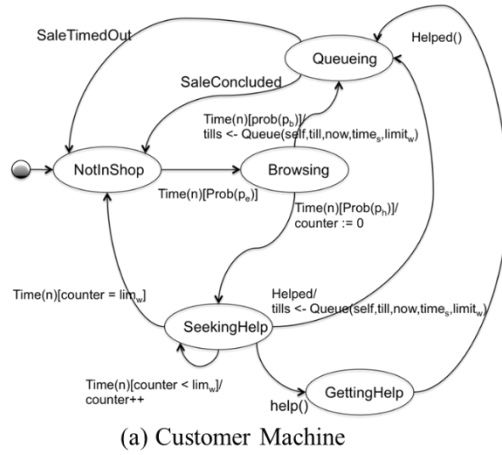 SaleTimedOut
Helped()
Queueing
SaleConcluded
Time(n)[prob(p_b)]/
tills <- Queue(self,till,now,time_s,limit_w)
NotInShop
Browsing
Time(n)[Prob(p_e)]
Time(n)[Prob(p_h)]/
counter := 0
Time(n)[counter = lim_w]
Helped/
tills <- Queue(self,till,now,time_s,limit_w)
SeekingHelp
Time(n)[counter < lim_w]/
counter++
help()
GettingHelp
(a) Customer Machine